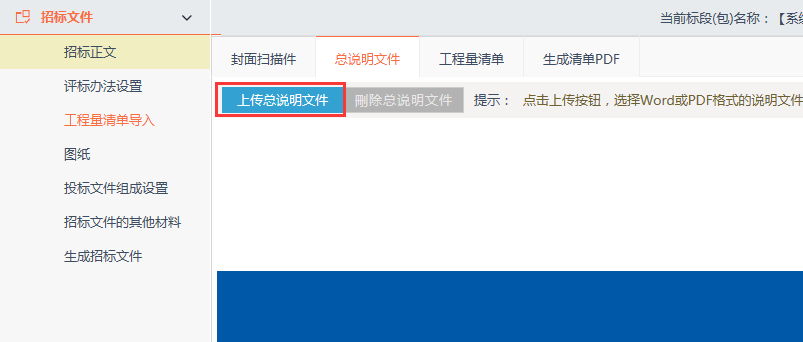 招标文件
当前标段(包)名称：【系统
招标正文
评标办法设置
工程量清单导入
图纸
投标文件组成设置
招标文件的其他材料
生成招标文件
封面扫描件 总说明文件 工程量清单 生成清单PDF
上传总说明文件 刪除总说明文件 提示： 点击上传按钮，选择Word或PDF格式的说明文件